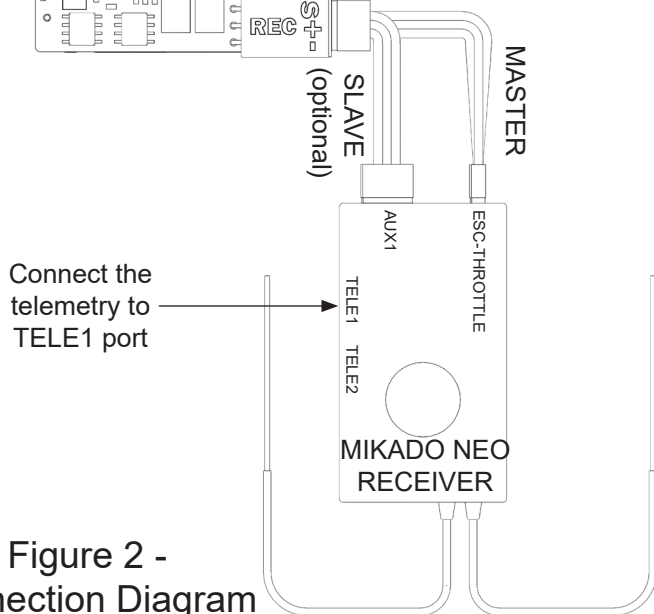 REC
S+-
SLAVE
(optional)
MASTER
AUX1
ESC-THROTTLE
Connect the
telemetry to
TELE1 port
TELE1
TELE2
MIKADO NEO
RECEIVER
Figure 2 -
nection Diagram